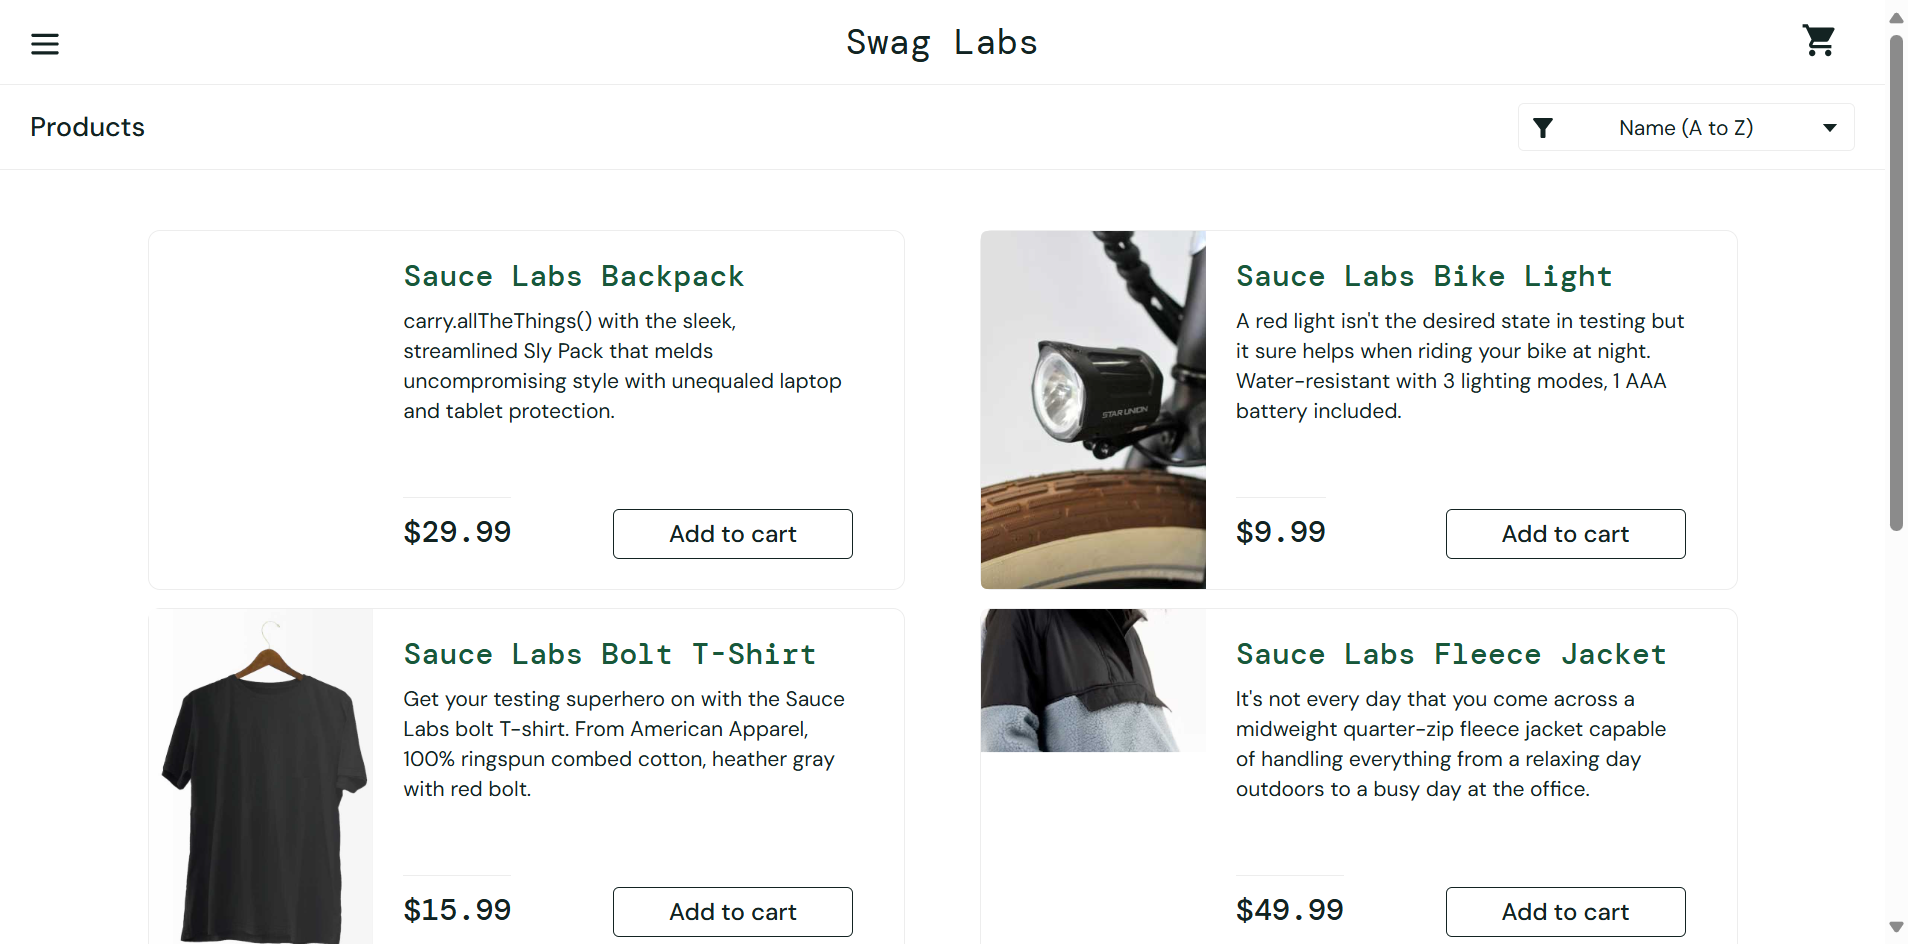 Swag Labs
Products
Name (A to Z)
Sauce Labs Backpack
carry.allTheThings() with the sleek,
streamlined Sly Pack that melds
uncompromising style with unequaled laptop
and tablet protection.
$29.99
Add to cart
STAR UNION
Sauce Labs Bike Light
A red light isn't the desired state in testing but
it sure helps when riding your bike at night.
Water-resistant with 3 lighting modes, 1 AAA
battery included.
$9.99
Add to cart
Sauce Labs Bolt T-Shirt
Get your testing superhero on with the Sauce
Labs bolt T-shirt. From American Apparel,
100% ringspun combed cotton, heather gray
with red bolt.
$15.99
Add to cart
Sauce Labs Fleece Jacket
It's not every day that you come across a
midweight quarter-zip fleece jacket capable
of handling everything from a relaxing day
outdoors to a busy day at the office.
$49.99
Add to cart